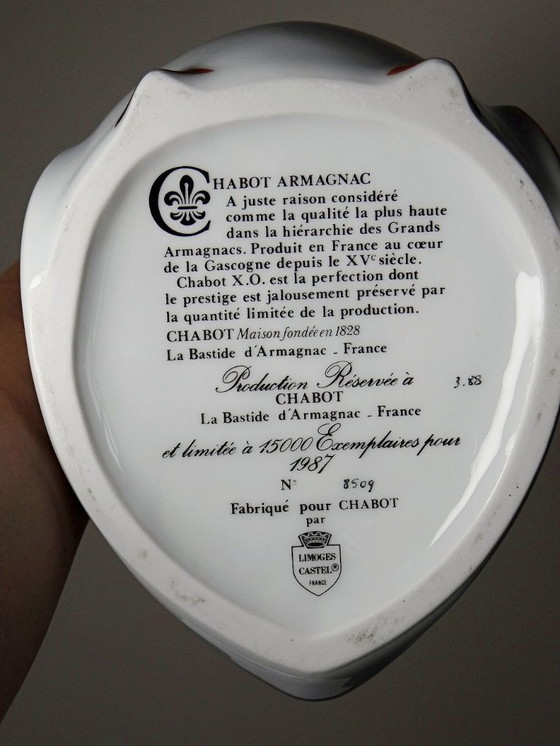 CHABOT ARMAGNAC
A juste raison considéré
comme la qualité la plus haute
dans la hiérarchie des Grands
Armagnacs. Produit en France au cœur
de la Gascogne depuis le XVe siècle.
Chabot X.O. est la perfection dont
le prestige est jalousement préservé par
la quantité limitée de la production.
CHABOT Maison fondée en 1828
La Bastide d'Armagnac - France
Production Réservée à 3.88
CHABOT
La Bastide d'Armagnac - France
et limitée à 15000 Exemplaires pour
1987
N° 8509
Fabriqué pour CHABOT
par
LIMOGES
CASTEL®
FRANCE